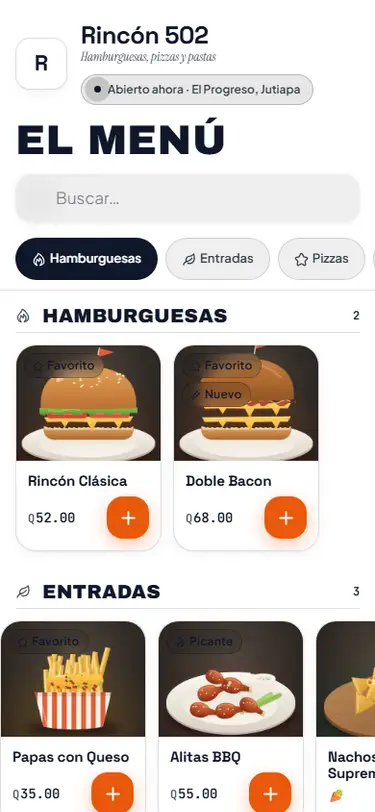 R
Rincón 502
Hamburguesas, pizzas y pastas
Abierto ahora · El Progreso, Jutiapa
EL MENÚ
Buscar...
Hamburguesas
Entradas
Pizzas
HAMBURGUESAS
2
Favorito
Favorito
Nuevo
Rincón Clásica
Doble Bacon
Q52.00
Q68.00
ENTRADAS
3
Favorito
Picante
Papas con Queso
Alitas BBQ
Nachos
Q35.00
Q55.00